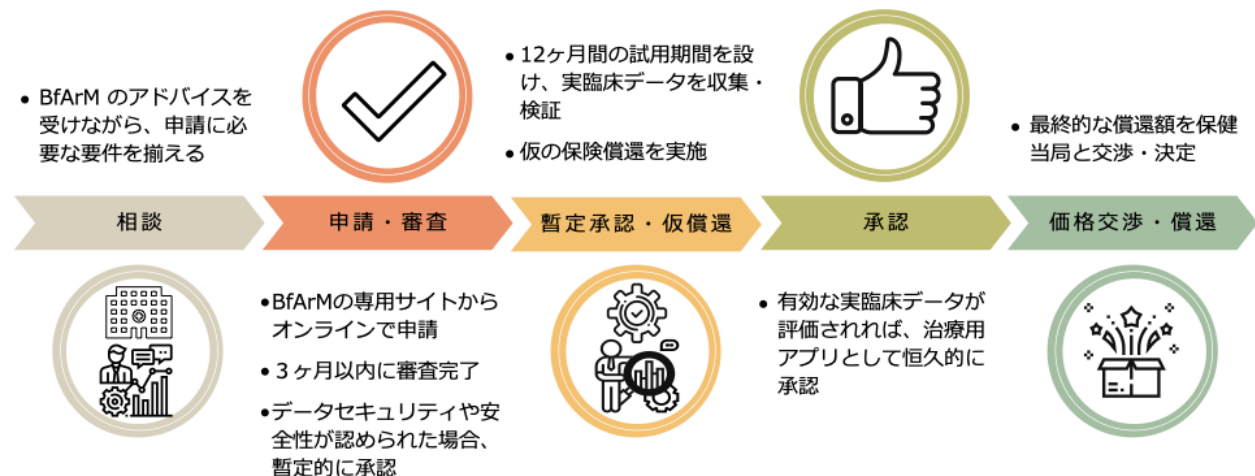 • BfArM のアドバイスを
受けながら、申請に必
要な要件を揃える
• 12ヶ月間の試用期間を設
け、実臨床データを収集・
検証
• 仮の保険償還を実施
• 最終的な償還額を保健
当局と交渉・決定
相談
申請・審査
暫定承認・仮償還
承認
価格交渉・償還
•BfArMの専用サイトから
オンラインで申請
•３ヶ月以内に審査完了
•データセキュリティや安
全性が認められた場合、
暫定的に承認
• 有効な実臨床データが
評価されれば、治療用
アプリとして恒久的に
承認